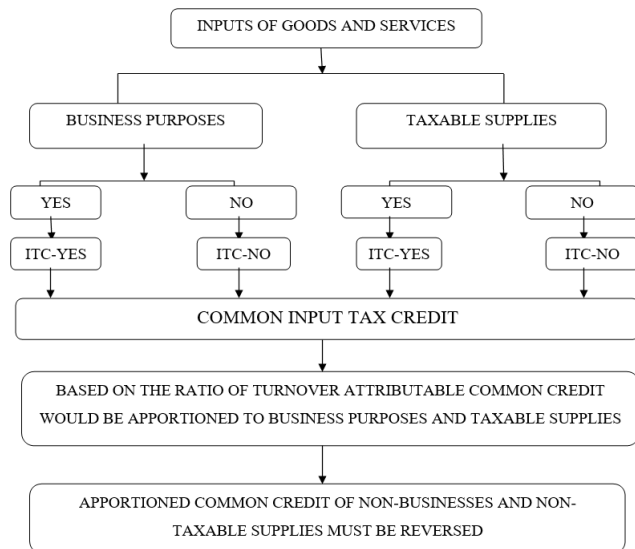 INPUTS OF GOODS AND SERVICES
BUSINESS PURPOSES
TAXABLE SUPPLIES
YES
NO
YES
NO
ITC-YES
ITC-NO
ITC-YES
ITC-NO
COMMON INPUT TAX CREDIT
BASED ON THE RATIO OF TURNOVER ATTRIBUTABLE COMMON CREDIT
WOULD BE APPORTIONED TO BUSINESS PURPOSES AND TAXABLE SUPPLIES
APPORTIONED COMMON CREDIT OF NON-BUSINESSES AND NON-
TAXABLE SUPPLIES MUST BE REVERSED